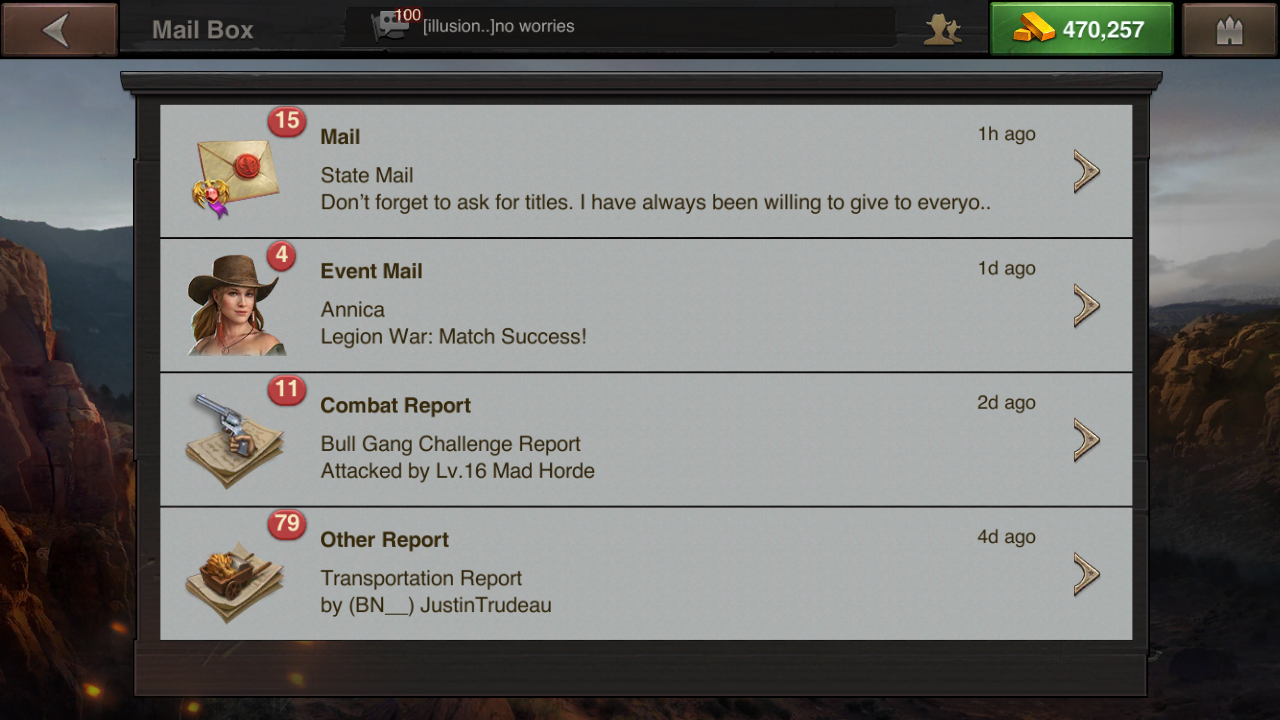 Mail Box
100
[illusion..]no worries
470,257
15
Mail
1h ago
State Mail
Don't forget to ask for titles. I have always been willing to give to everyo..
4
Event Mail
1d ago
Annica
Legion War: Match Success!
11
Combat Report
2d ago
Bull Gang Challenge Report
Attacked by Lv.16 Mad Horde
79
Other Report
4d ago
Transportation Report
by (BN__) JustinTrudeau